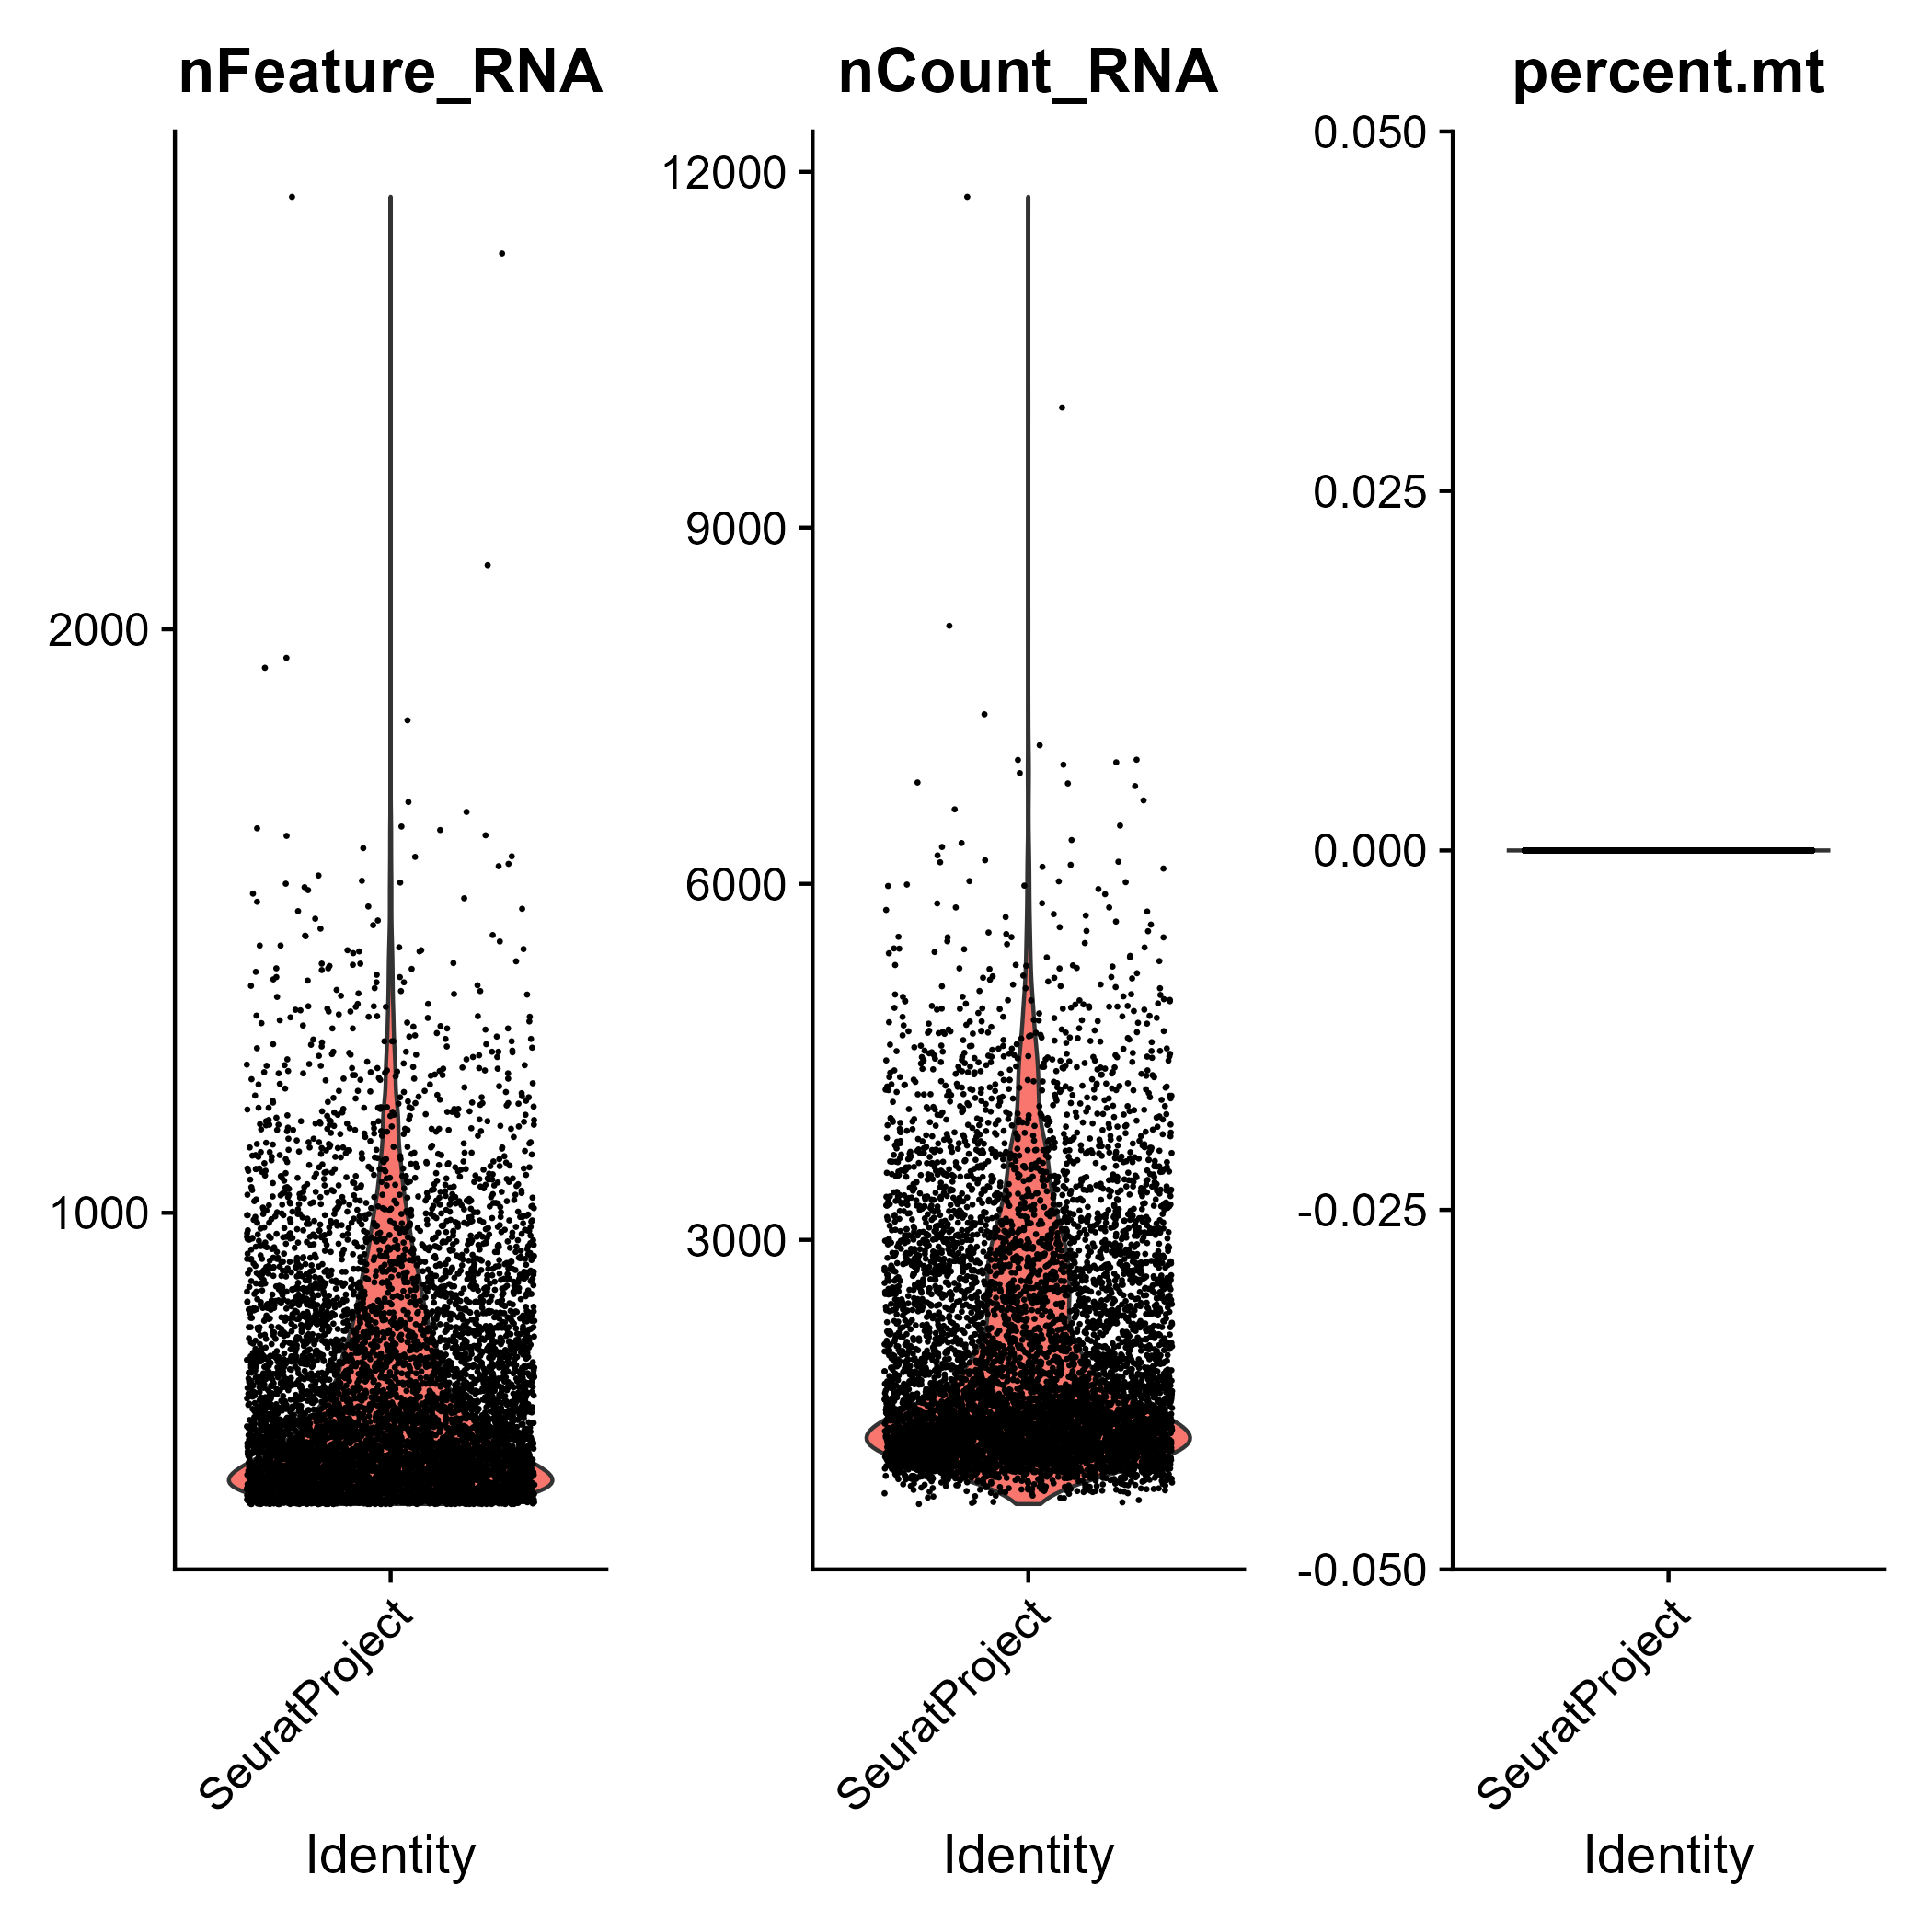 nFeature_RNA
2000
1000
SeuratProject
Identity
nCount_RNA
12000
9000
6000
3000
SeuratProject
Identity
percent.mt
0.050
0.025
0.000
-0.025
-0.050
SeuratProject
Identity